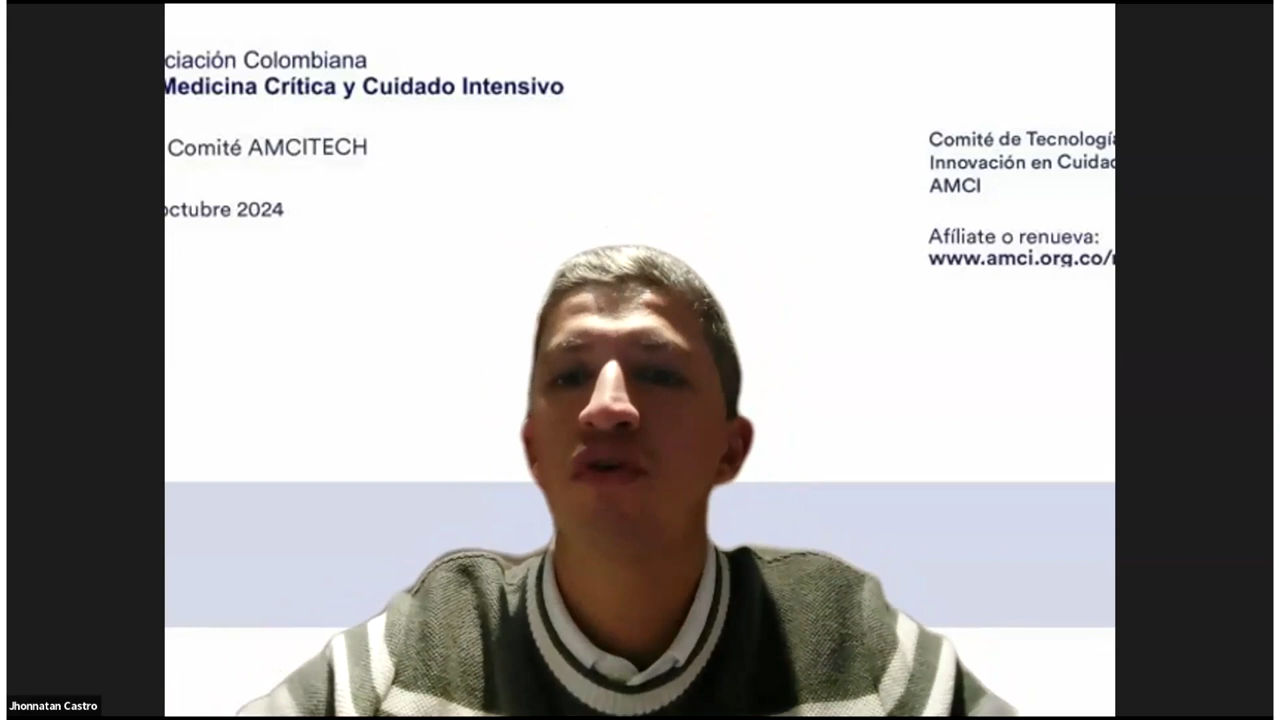 ciación Colombiana
Medicina Crítica y Cuidado Intensivo
Comité AMCITECH
octubre 2024
Comité de Tecnología
Innovación en Cuidad
AMCI
Afíliate o renueva:
www.amci.org.co/
Jhonnatan Castro